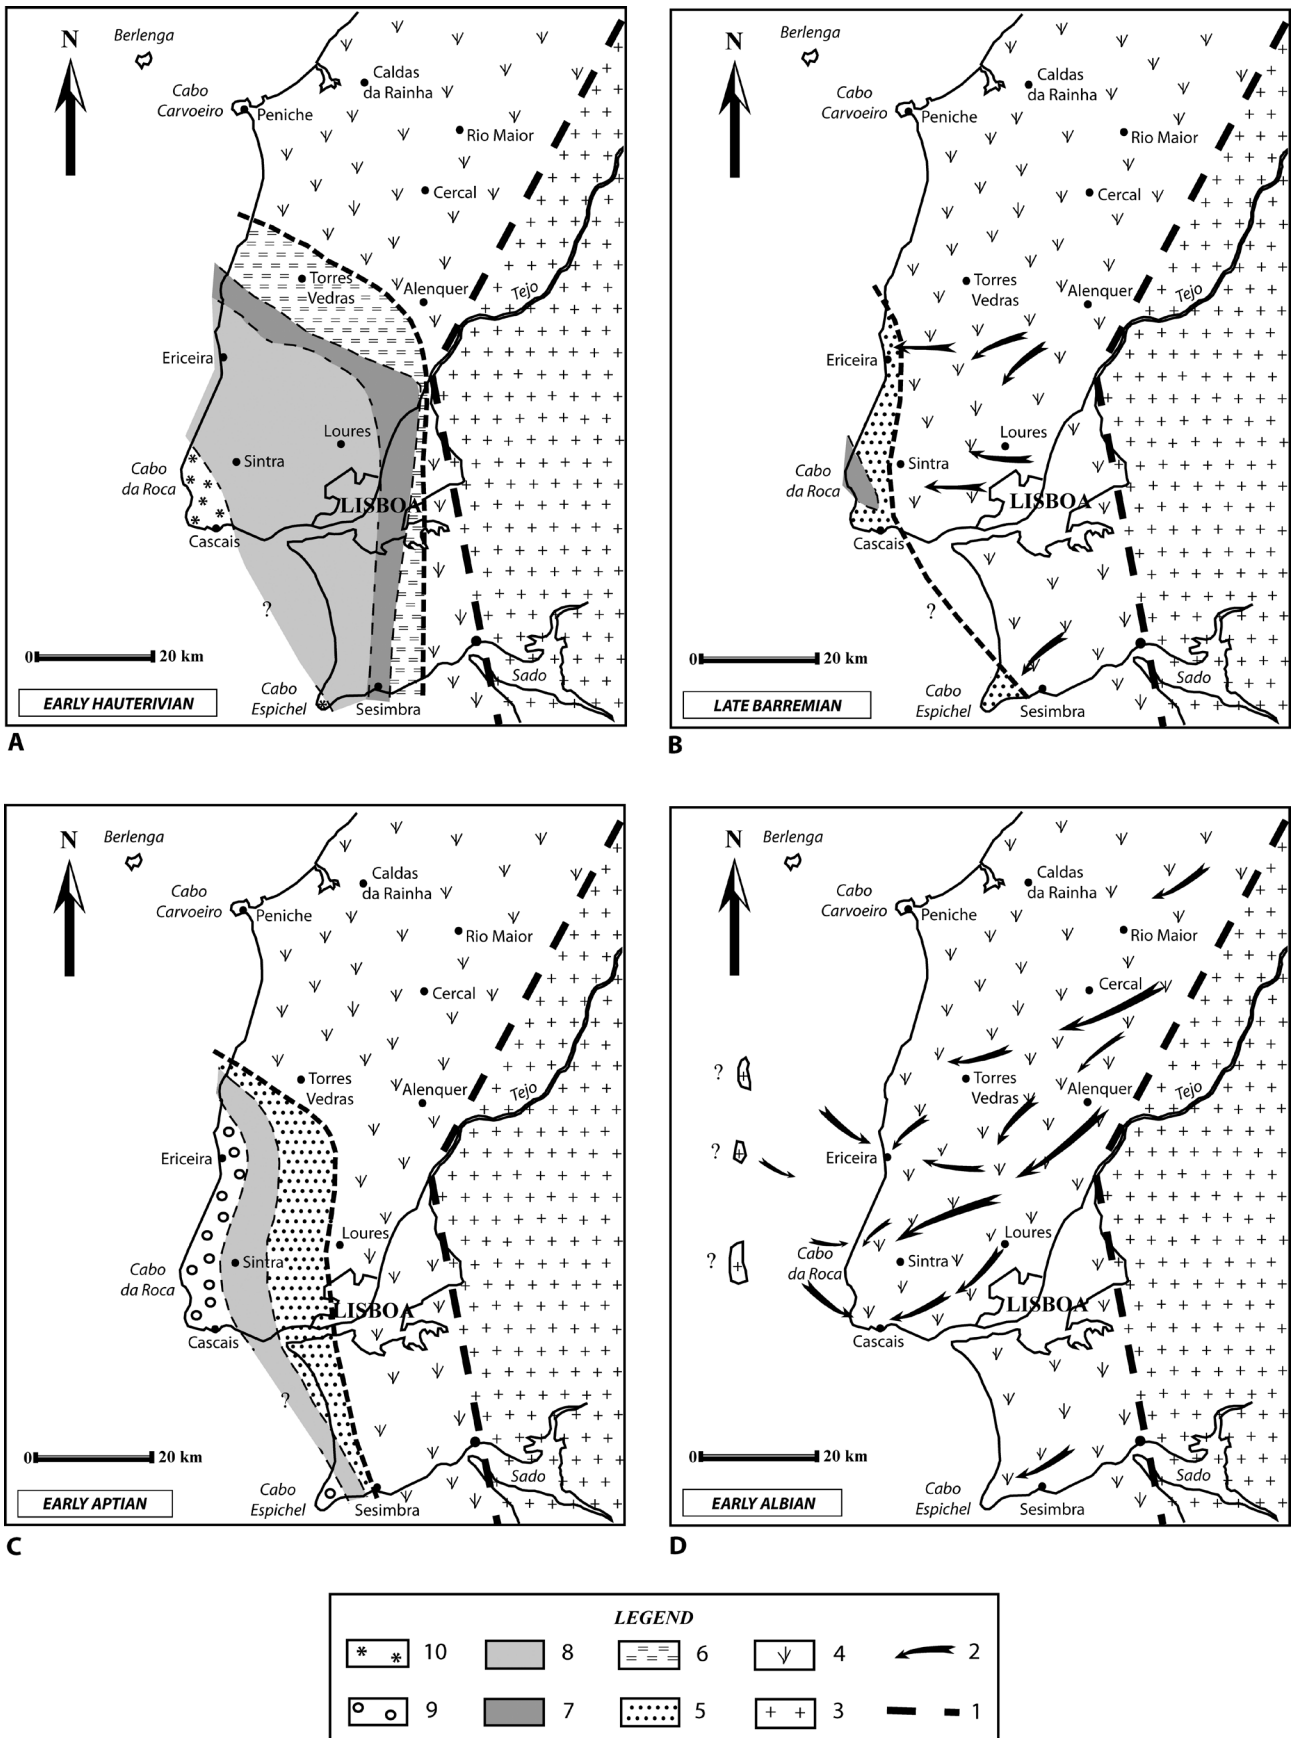 N
Berlenga
Cabo
Carvoeiro
Peniche
Caldas
da Rainha
Rio Maior
Cercal
Torres
Vedras
Alenquer
Tejo
Ericeira
Loures
Sintra
Cabo
da Roca
LISBOA
Cascais
?
0 20 km
Sado
Cabo
Espichel
Sesimbra
EARLY HAUTERIVIAN
A
N
Berlenga
Cabo
Carvoeiro
Peniche
Caldas
da Rainha
Rio Maior
Cercal
Torres
Vedras
Alenquer
Tejo
Ericeira
Loures
Sintra
Cabo
da Roca
LISBOA
Cascais
?
0 20 km
Sado
Cabo
Espichel
Sesimbra
LATE BARREMIAN
B
N
Berlenga
Cabo
Carvoeiro
Peniche
Caldas
da Rainha
Rio Maior
Cercal
Torres
Vedras
Alenquer
Tejo
Ericeira
Loures
Sintra
Cabo
da Roca
LISBOA
Cascais
?
0 20 km
Sado
Cabo
Espichel
Sesimbra
EARLY APTIAN
C
N
Berlenga
Cabo
Carvoeiro
Peniche
Caldas
da Rainha
Rio Maior
Cercal
?
Torres
Vedras
Alenquer
Tejo
?
Ericeira
Loures
?
Cabo
da Roca
Sintra
LISBOA
Cascais
0 20 km
Sado
Cabo
Espichel
Sesimbra
EARLY ALBIAN
D
LEGEND
10 8 6 4 2
9 7 5 3 1